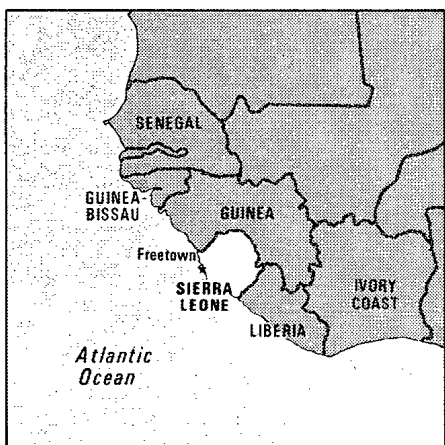 SENEGAL
GUINEA-
BISSAU
GUINEA
Freetown
SIERRA
LEONE
IVORY
COAST
LIBERIA
Atlantic
Ocean